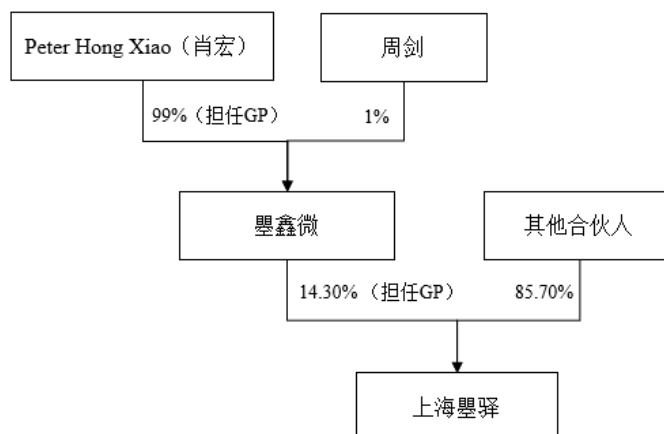 Peter Hong Xiao（肖宏）
周剑
99%（担任GP）
1%
曌鑫微
其他合伙人
14.30%（担任GP）
85.70%
上海曌驿